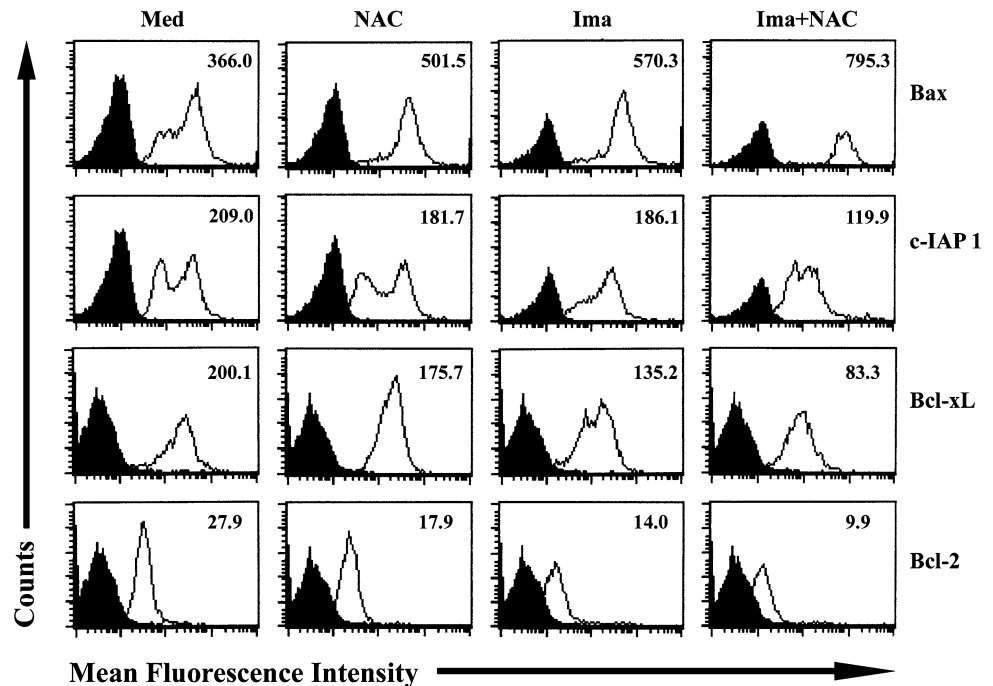 Med NAC Ima Ima+NAC
366.0 501.5 570.3 795.3 Bax
209.0 181.7 186.1 119.9 c-IAP 1
200.1 175.7 135.2 83.3 Bcl-xL
27.9 17.9 14.0 9.9 Bcl-2
Counts
Mean Fluorescence Intensity